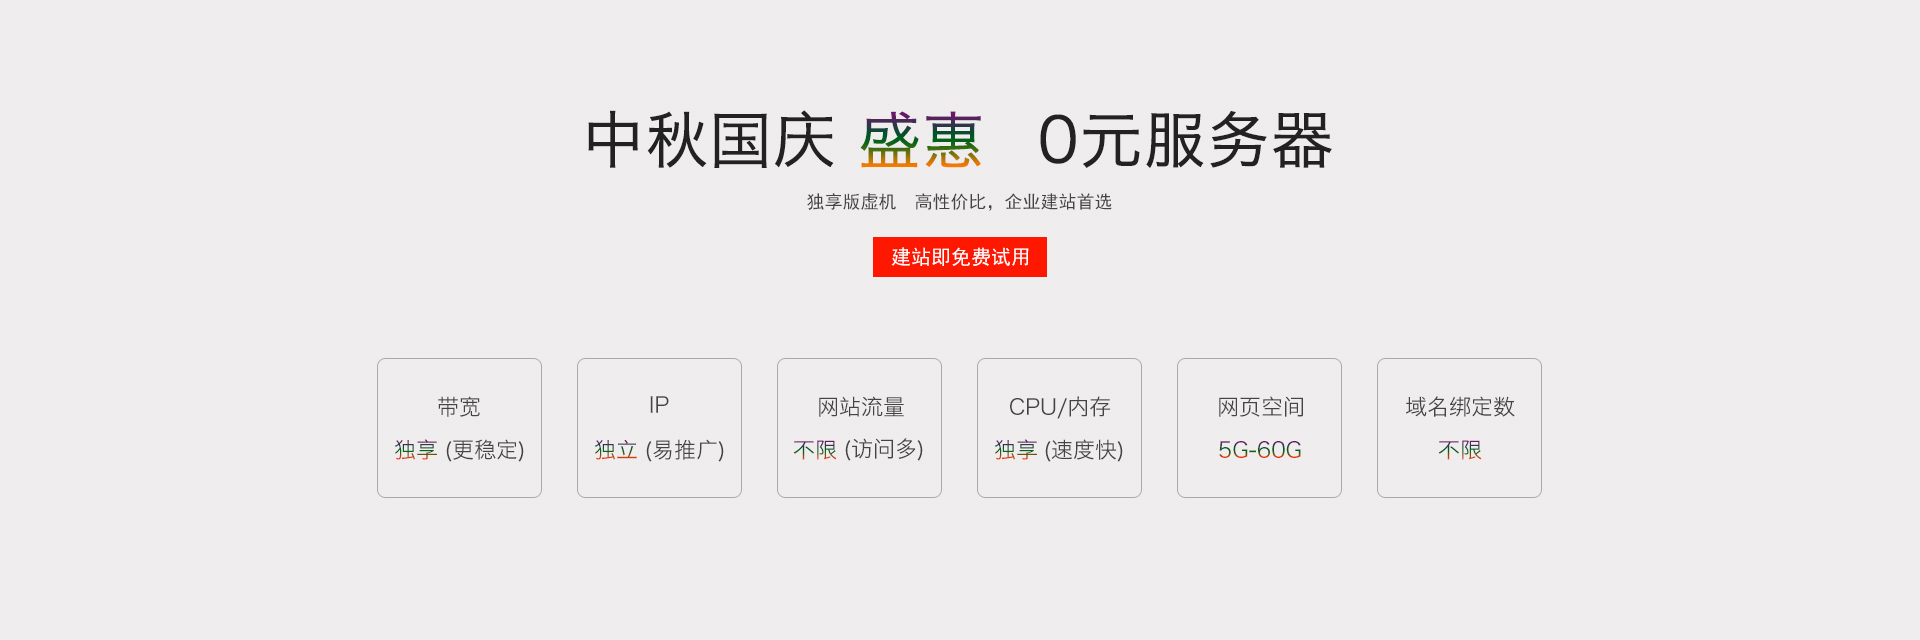 中秋国庆 盛惠 0元服务器
独享版虚机 高性价比，企业建站首选
建站即免费试用
带宽
独享 (更稳定)
IP
独立 (易推广)
网站流量
不限 (访问多)
CPU/内存
独享 (速度快)
网页空间
5G-60G
域名绑定数
不限